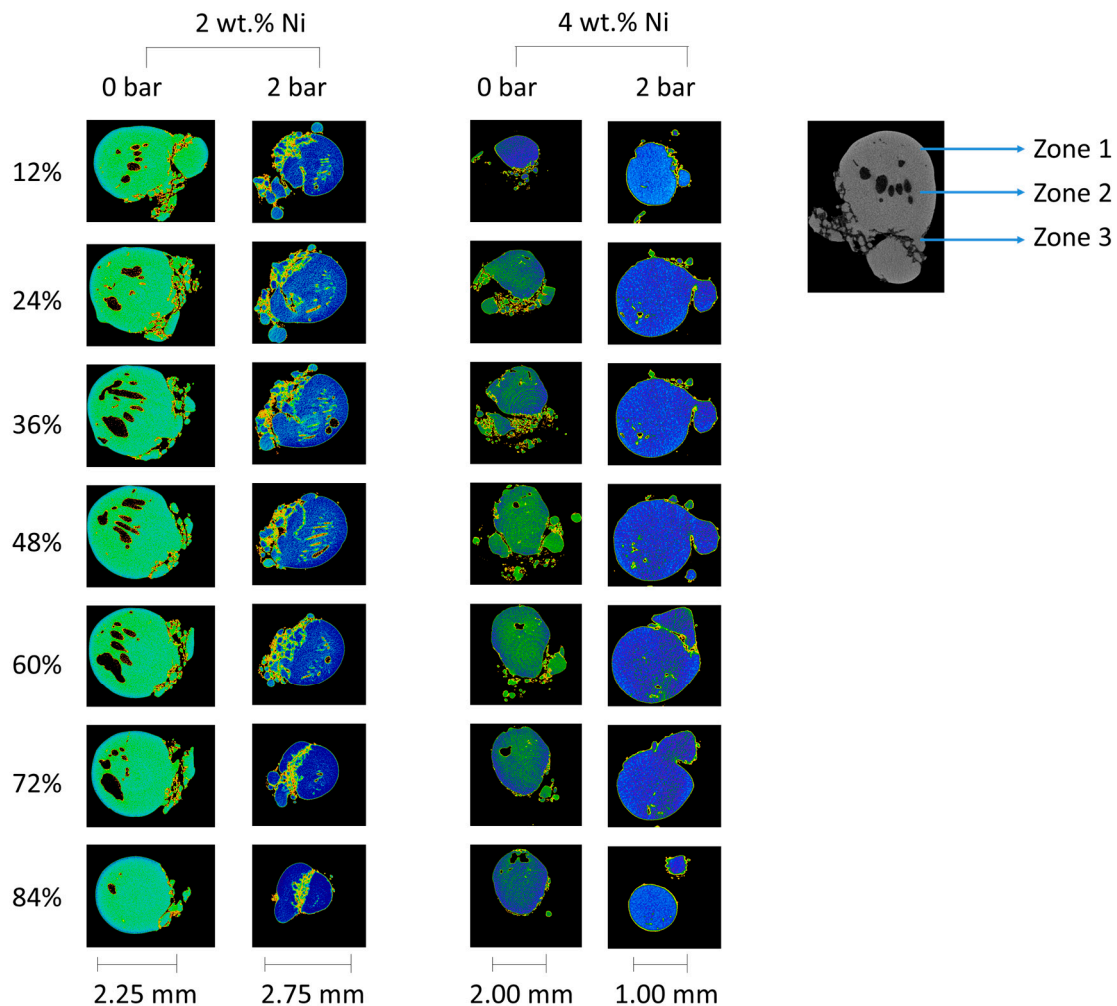 2 wt.% Ni 4 wt.% Ni
0 bar 2 bar 0 bar 2 bar
12%
24%
36%
48%
60%
72%
84%
2.25 mm 2.75 mm 2.00 mm 1.00 mm
Zone 1
Zone 2
Zone 3